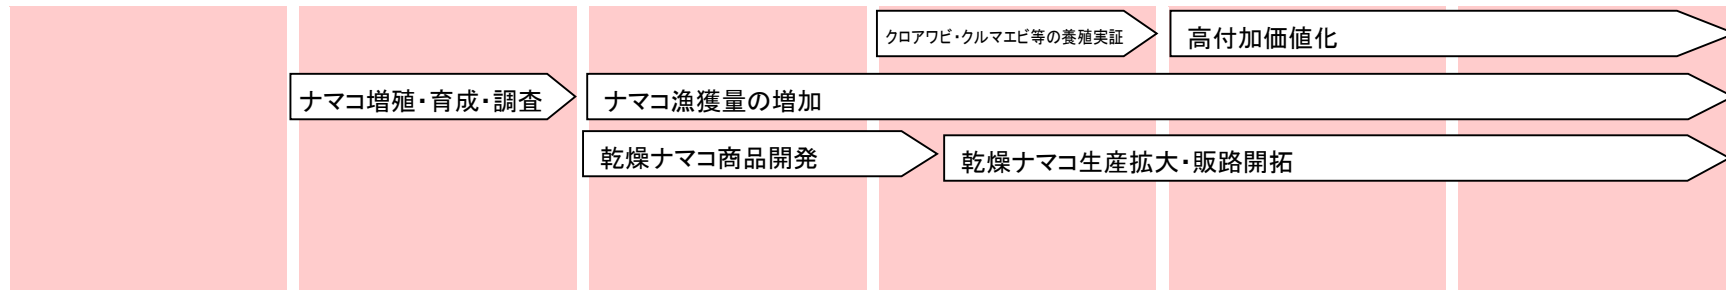 クロアワビ・クルマエビ等の養殖実証
高付加価値化
ナマコ増殖・育成・調査
ナマコ漁獲量の増加
乾燥ナマコ商品開発
乾燥ナマコ生産拡大・販路開拓